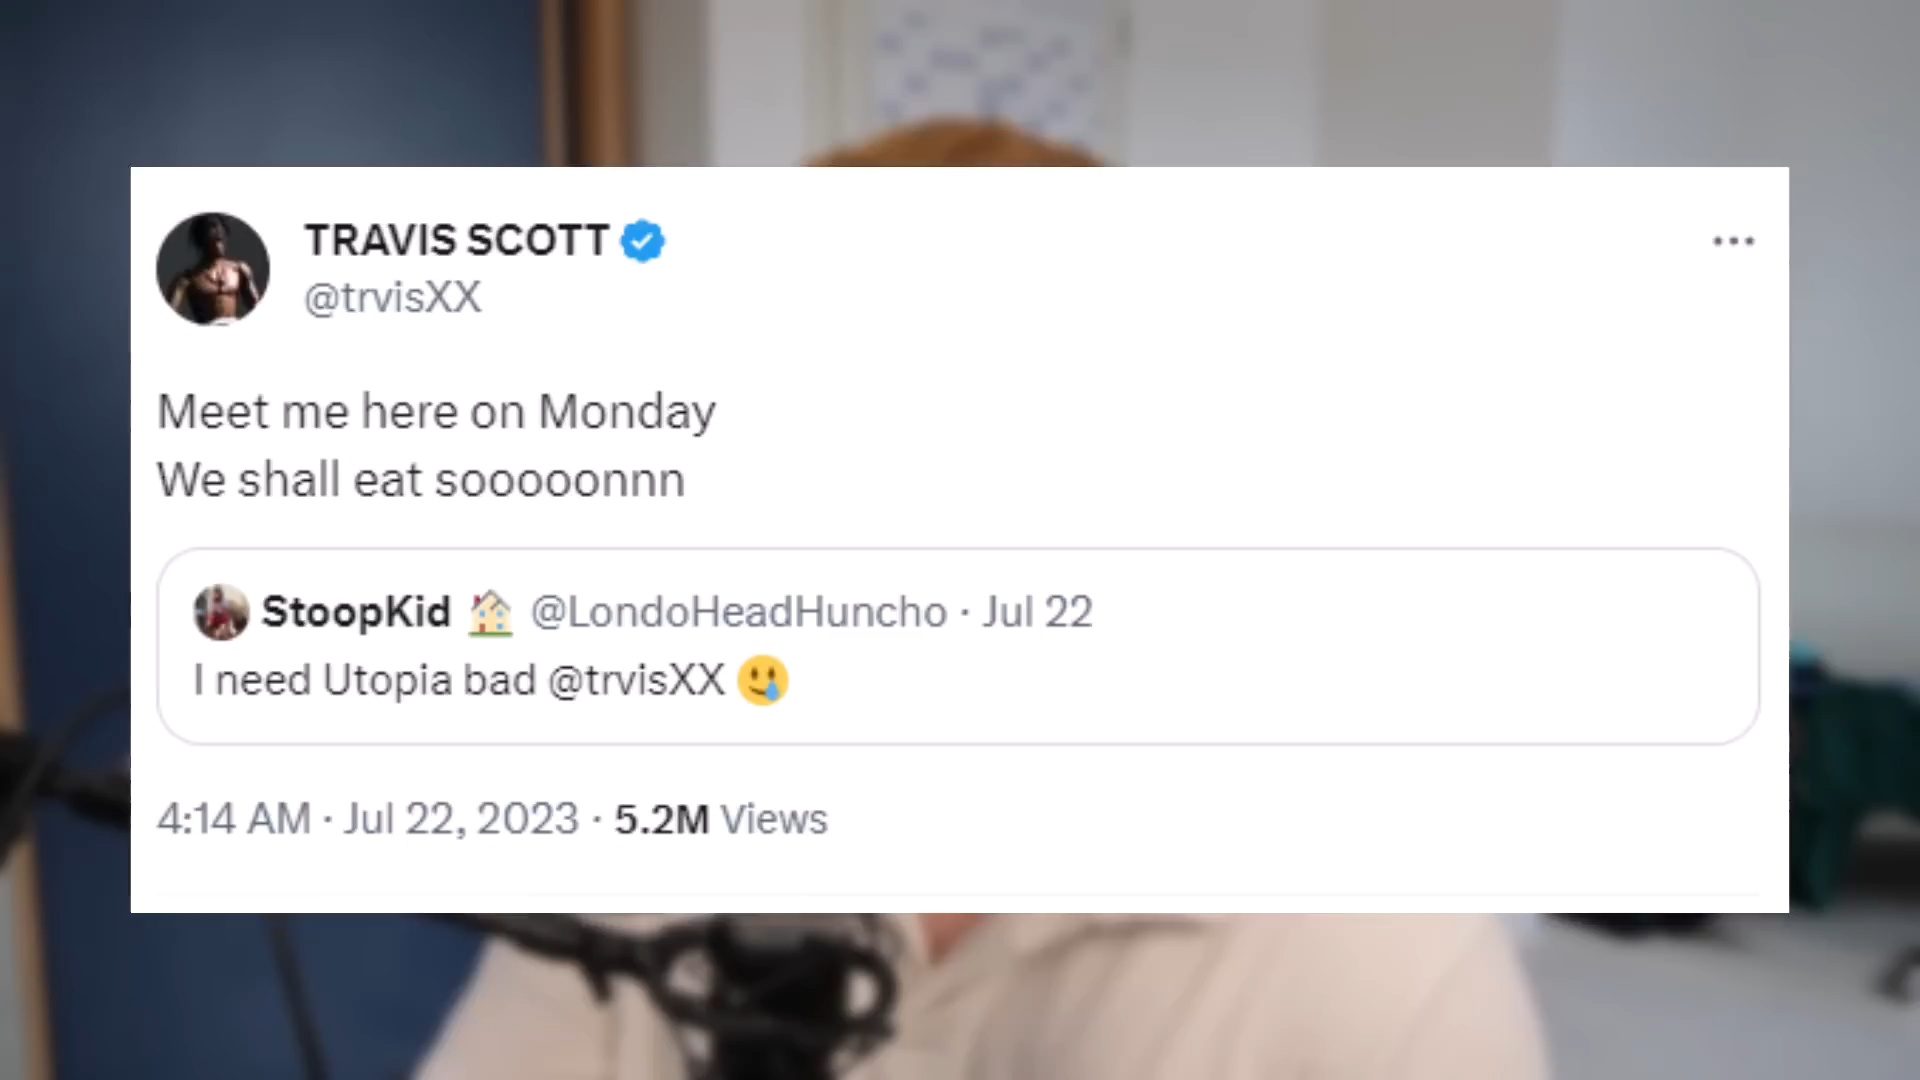 TRAVIS SCOTT
@trvisXX
Meet me here on Monday
We shall eat sooooonnn
StoopKid 🏠 @LondoHeadHuncho · Jul 22
I need Utopia bad @trvisXX 🥲
4:14 AM · Jul 22, 2023 · 5.2M Views